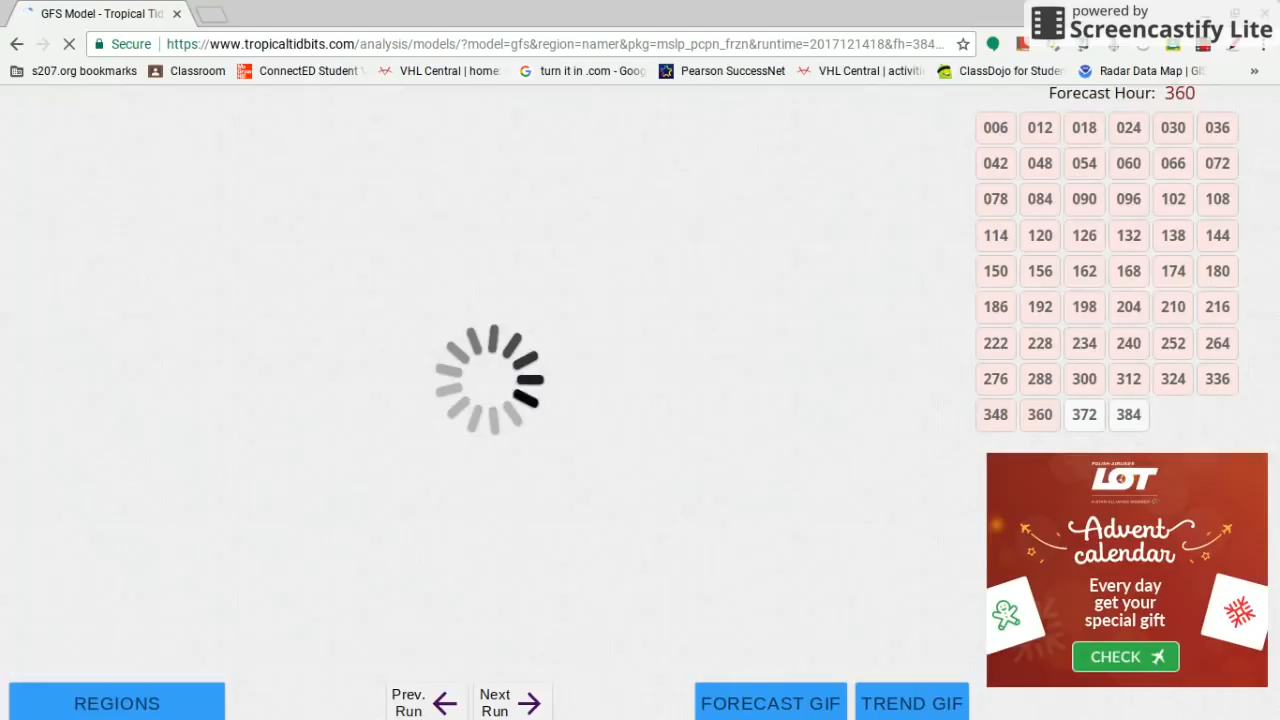 GFS Model - Tropical Tid
powered by
Screencastify Lite
Secure
https://www.tropicaltidbits.com/analysis/models/?model=gfs&region=namer&pkg=mslp_pcpn_frzn&runtime=2017121418&fh=384...
s207.org bookmarks
Classroom
ConnectED Student
VHL Central | home
turn it in .com - Goog
Pearson SuccessNet
VHL Central | activiti
ClassDojo for Studen
Radar Data Map | GIS
»
Forecast Hour: 360
006 012 018 024 030 036
042 048 054 060 066 072
078 084 090 096 102 108
114 120 126 132 138 144
150 156 162 168 174 180
186 192 198 204 210 216
222 228 234 240 252 264
276 288 300 312 324 336
348 360 372 384
POLISH AIRLINES
LOT
A STAR ALLIANCE MEMBER
Advent
calendar
Every day
get your
special gift
CHECK
REGIONS
Prev.
Run
Next
Run
FORECAST GIF
TREND GIF